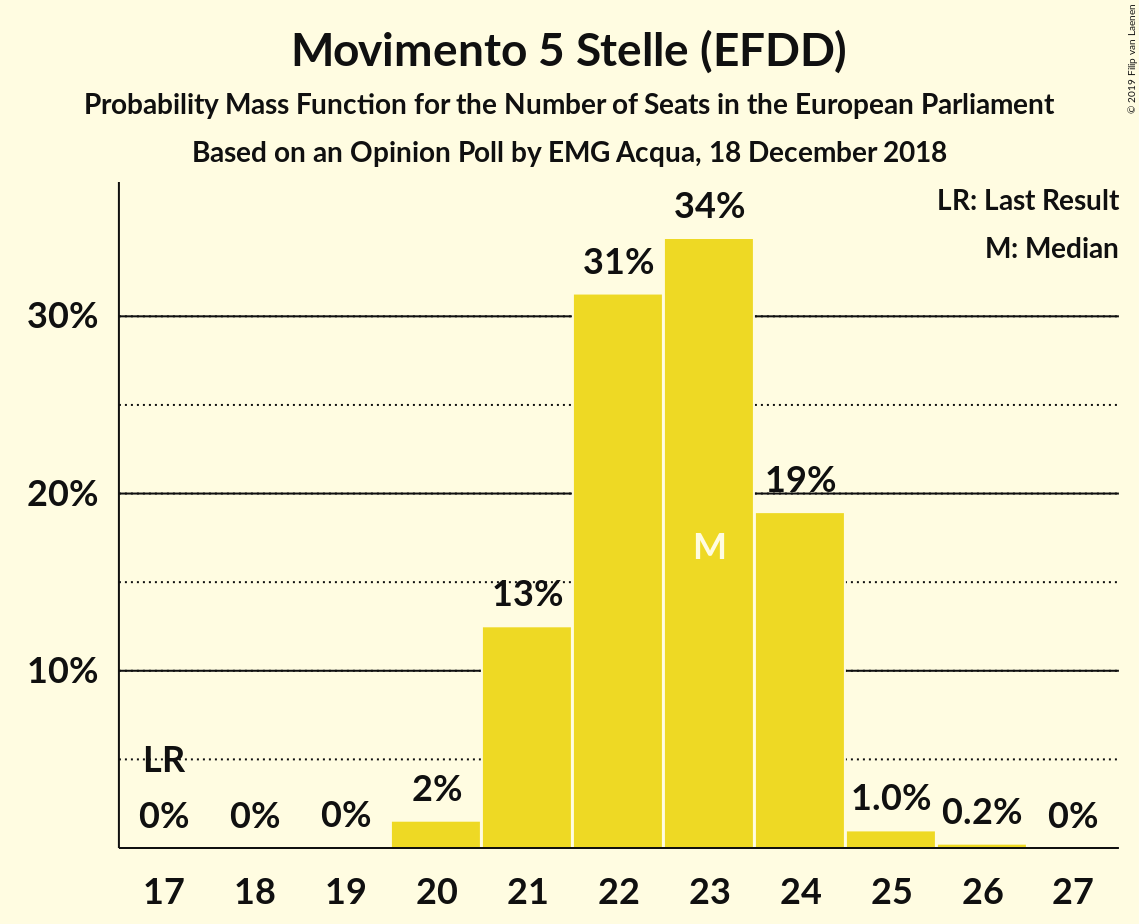 Movimento 5 Stelle (EFDD)
Probability Mass Function for the Number of Seats in the European Parliament
Based on an Opinion Poll by EMG Acqua, 18 December 2018
© 2019 Filip van Laenen
LR: Last Result
M: Median
34%
31%
30%
20%
19%
M
13%
10%
LR
0%
0%
0%
2%
1.0%
0.2%
0%
17 18 19 20 21 22 23 24 25 26 27